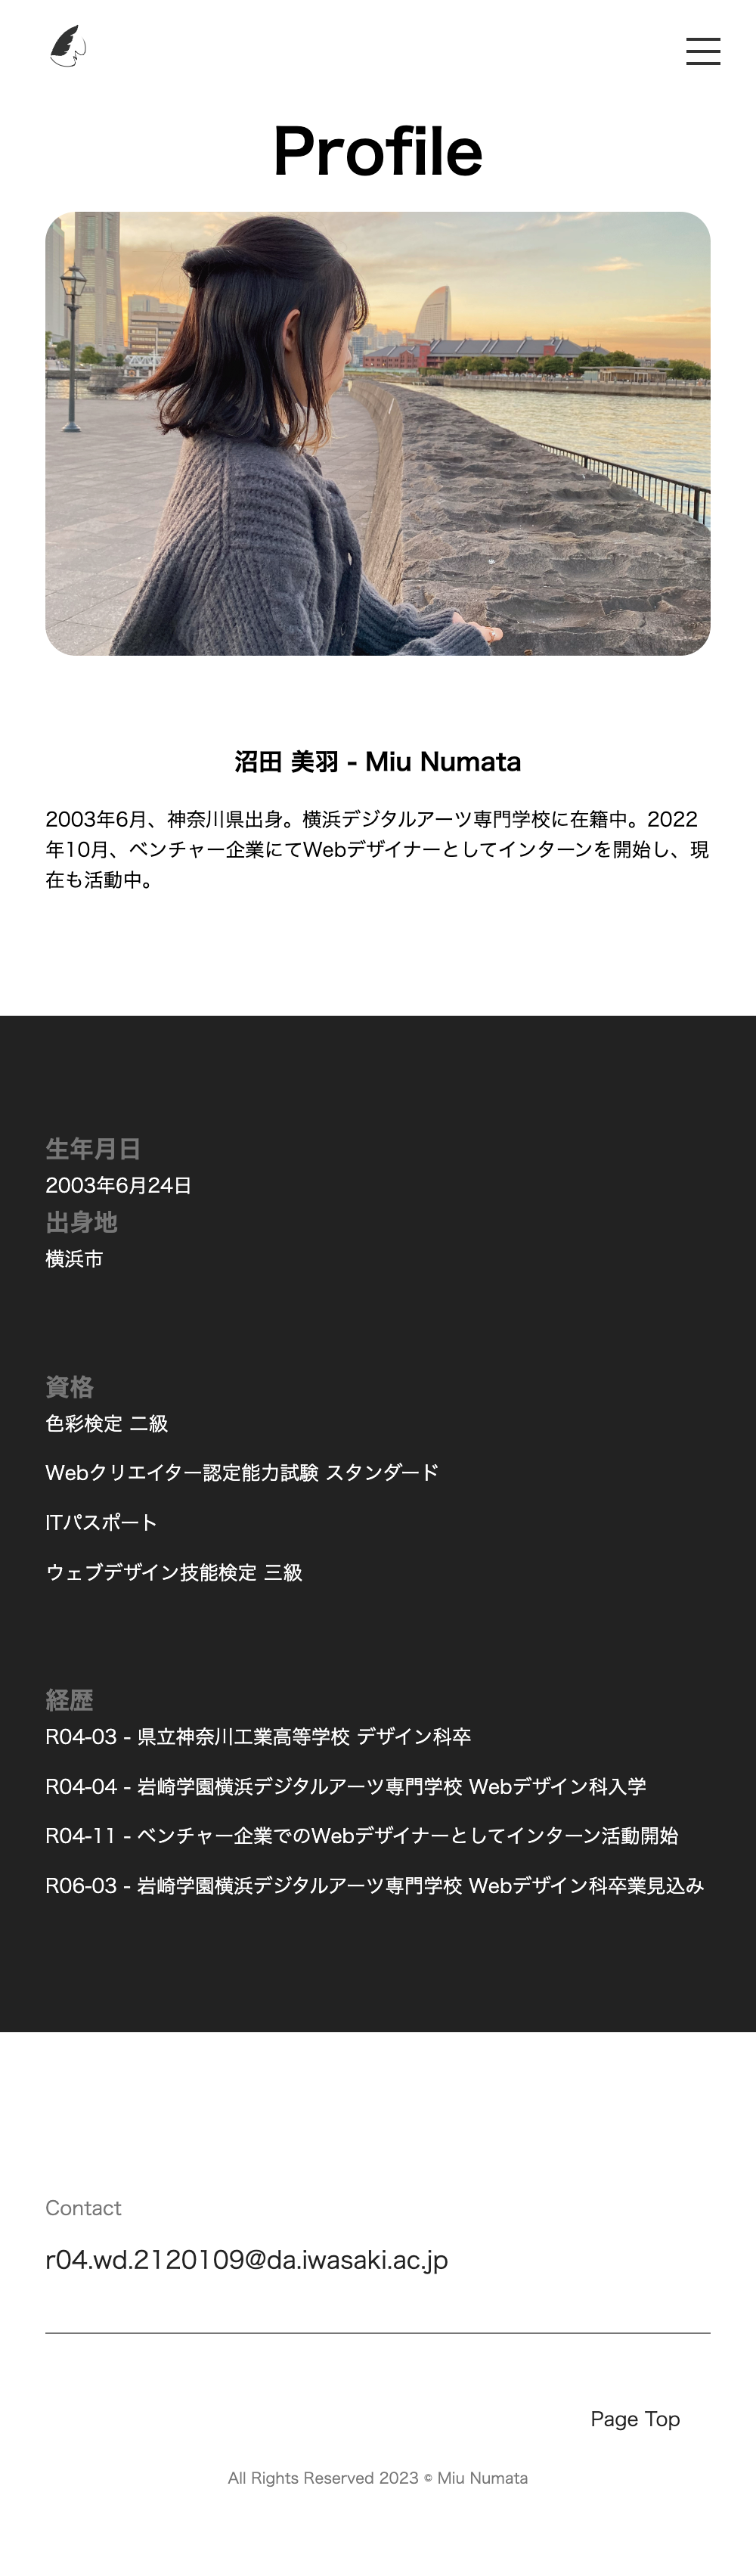 Profile
沼田 美羽 - Miu Numata
2003年6月、神奈川県出身。横浜デジタルアーツ専門学校に在籍中。2022
年10月、ベンチャー企業にてWebデザイナーとしてインターンを開始し、現
在も活動中。
生年月日
2003年6月24日
出身地
横浜市
資格
色彩検定 二級
Webクリエイター認定能力試験 スタンダード
ITパスポート
ウェブデザイン技能検定 三級
経歴
R04-03 - 県立神奈川工業高等学校 デザイン科卒
R04-04 - 岩崎学園横浜デジタルアーツ専門学校 Webデザイン科入学
R04-11 - ベンチャー企業でのWebデザイナーとしてインターン活動開始
R06-03 - 岩崎学園横浜デジタルアーツ専門学校 Webデザイン科卒業見込み
Contact
r04.wd.2120109@da.iwasaki.ac.jp
Page Top
All Rights Reserved 2023 © Miu Numata